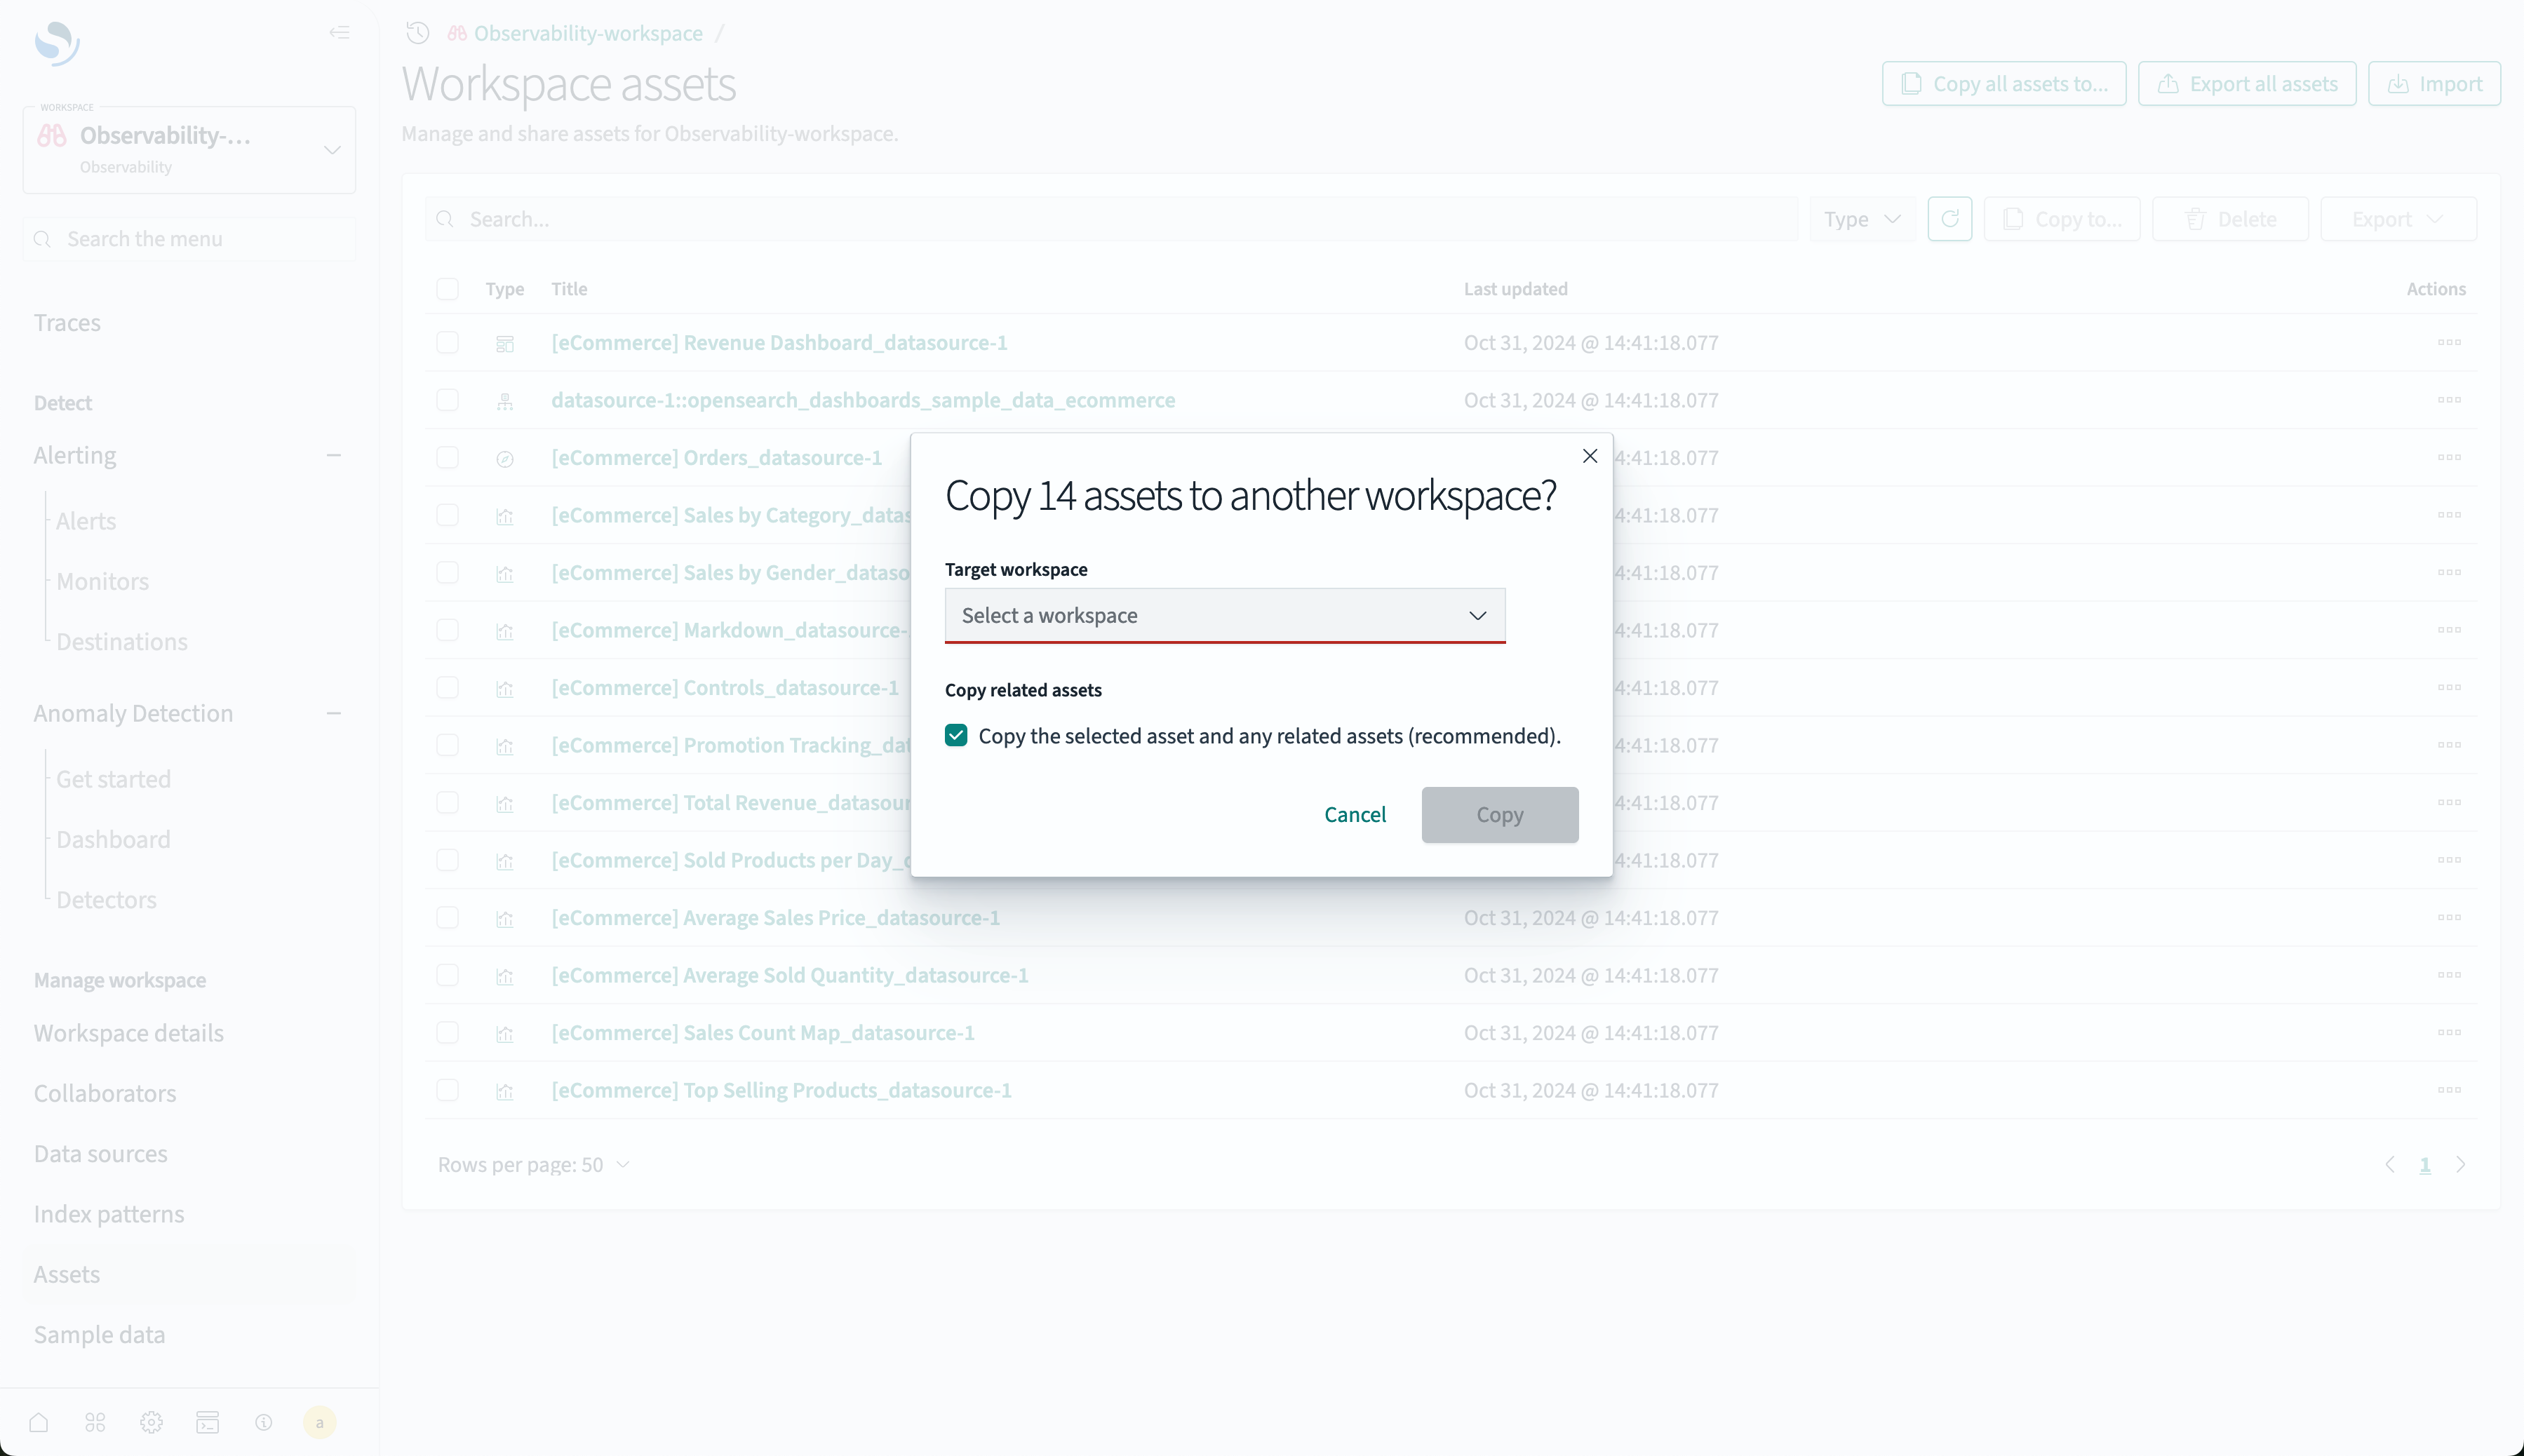 WORKSPACE
Observability-...
Observability
Search the menu
Traces
Detect
Alerting
Alerts
Monitors
Destinations
Anomaly Detection
Get started
Dashboard
Detectors
Manage workspace
Workspace details
Collaborators
Data sources
Index patterns
Assets
Sample data
a
Observability-workspace /
Workspace assets
Manage and share assets for Observability-workspace.
Copy all assets to... Export all assets Import
Search... Type Copy to... Delete Export
Type Title Last updated Actions
[eCommerce] Revenue Dashboard_datasource-1 Oct 31, 2024 @ 14:41:18.077
datasource-1::opensearch_dashboards_sample_data_ecommerce Oct 31, 2024 @ 14:41:18.077
[eCommerce] Orders_datasource-1 4:41:18.077
[eCommerce] Sales by Category_datas 4:41:18.077
[eCommerce] Sales by Gender_dataso 4:41:18.077
[eCommerce] Markdown_datasource- 4:41:18.077
[eCommerce] Controls_datasource-1 4:41:18.077
[eCommerce] Promotion Tracking_dat 4:41:18.077
[eCommerce] Total Revenue_datasour 4:41:18.077
[eCommerce] Sold Products per Day_ 4:41:18.077
[eCommerce] Average Sales Price_datasource-1 Oct 31, 2024 @ 14:41:18.077
[eCommerce] Average Sold Quantity_datasource-1 Oct 31, 2024 @ 14:41:18.077
[eCommerce] Sales Count Map_datasource-1 Oct 31, 2024 @ 14:41:18.077
[eCommerce] Top Selling Products_datasource-1 Oct 31, 2024 @ 14:41:18.077
Rows per page: 50 1
Copy 14 assets to another workspace?
Target workspace
Select a workspace
Copy related assets
Copy the selected asset and any related assets (recommended).
Cancel Copy